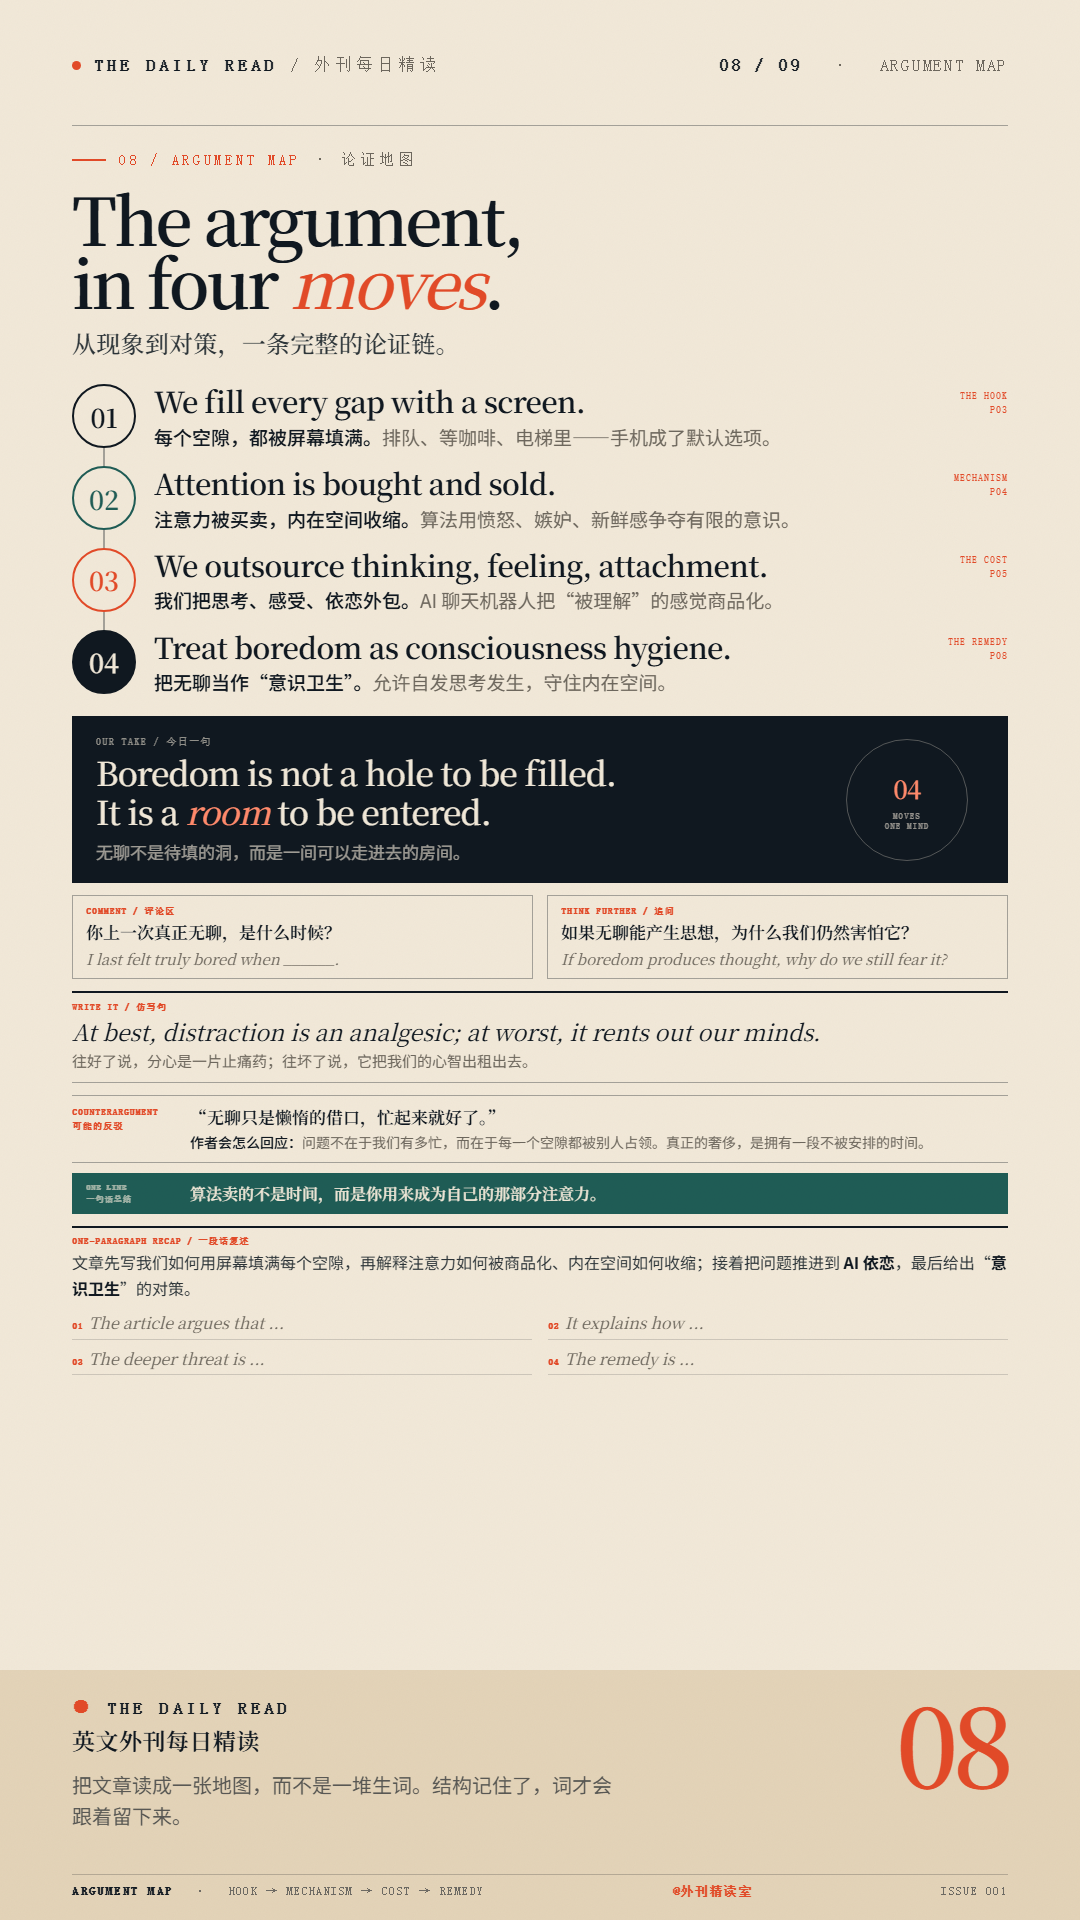 THE DAILY READ / 外刊每日精读
08 / 09 · ARGUMENT MAP
08 / ARGUMENT MAP · 论证地图
The argument,
in four moves.
从现象到对策，一条完整的论证链。
01
We fill every gap with a screen.
THE HOOK
P03
每个空隙，都被屏幕填满。排队、等咖啡、电梯里——手机成了默认选项。
02
Attention is bought and sold.
MECHANISM
P04
注意力被买卖，内在空间收缩。算法用愤怒、嫉妒、新鲜感争夺有限的意识。
03
We outsource thinking, feeling, attachment.
THE COST
P05
我们把思考、感受、依恋外包。AI 聊天机器人把“被理解”的感觉商品化。
04
Treat boredom as consciousness hygiene.
THE REMEDY
P08
把无聊当作“意识卫生”。允许自发思考发生，守住内在空间。
OUR TAKE / 今日一句
Boredom is not a hole to be filled.
It is a room to be entered.
无聊不是待填的洞，而是一间可以走进去的房间。
04
MOVES
ONE MIND
COMMENT / 评论区
你上一次真正无聊，是什么时候？
I last felt truly bored when ______.
THINK FURTHER / 追问
如果无聊能产生思想，为什么我们仍然害怕它？
If boredom produces thought, why do we still fear it?
WRITE IT / 仿写句
At best, distraction is an analgesic; at worst, it rents out our minds.
往好了说，分心是一片止痛药；往坏了说，它把我们的心智出租出去。
COUNTERARGUMENT
可能的反驳
“无聊只是懒惰的借口，忙起来就好了。”
作者会怎么回应：问题不在于我们有多忙，而在于每一个空隙都被别人占领。真正的奢侈，是拥有一段不被安排的时间。
ONE LINE
一句话总结
算法卖的不是时间，而是你用来成为自己的那部分注意力。
ONE-PARAGRAPH RECAP / 一段话复述
文章先写我们如何用屏幕填满每个空隙，再解释注意力如何被商品化、内在空间如何收缩；接着把问题推进到 AI 依恋，最后给出“意
识卫生”的对策。
01 The article argues that ...
02 It explains how ...
03 The deeper threat is ...
04 The remedy is ...
THE DAILY READ
英文外刊每日精读
把文章读成一张地图，而不是一堆生词。结构记住了，词才会
跟着留下来。
08
ARGUMENT MAP · HOOK → MECHANISM → COST → REMEDY
@外刊精读室
ISSUE 001